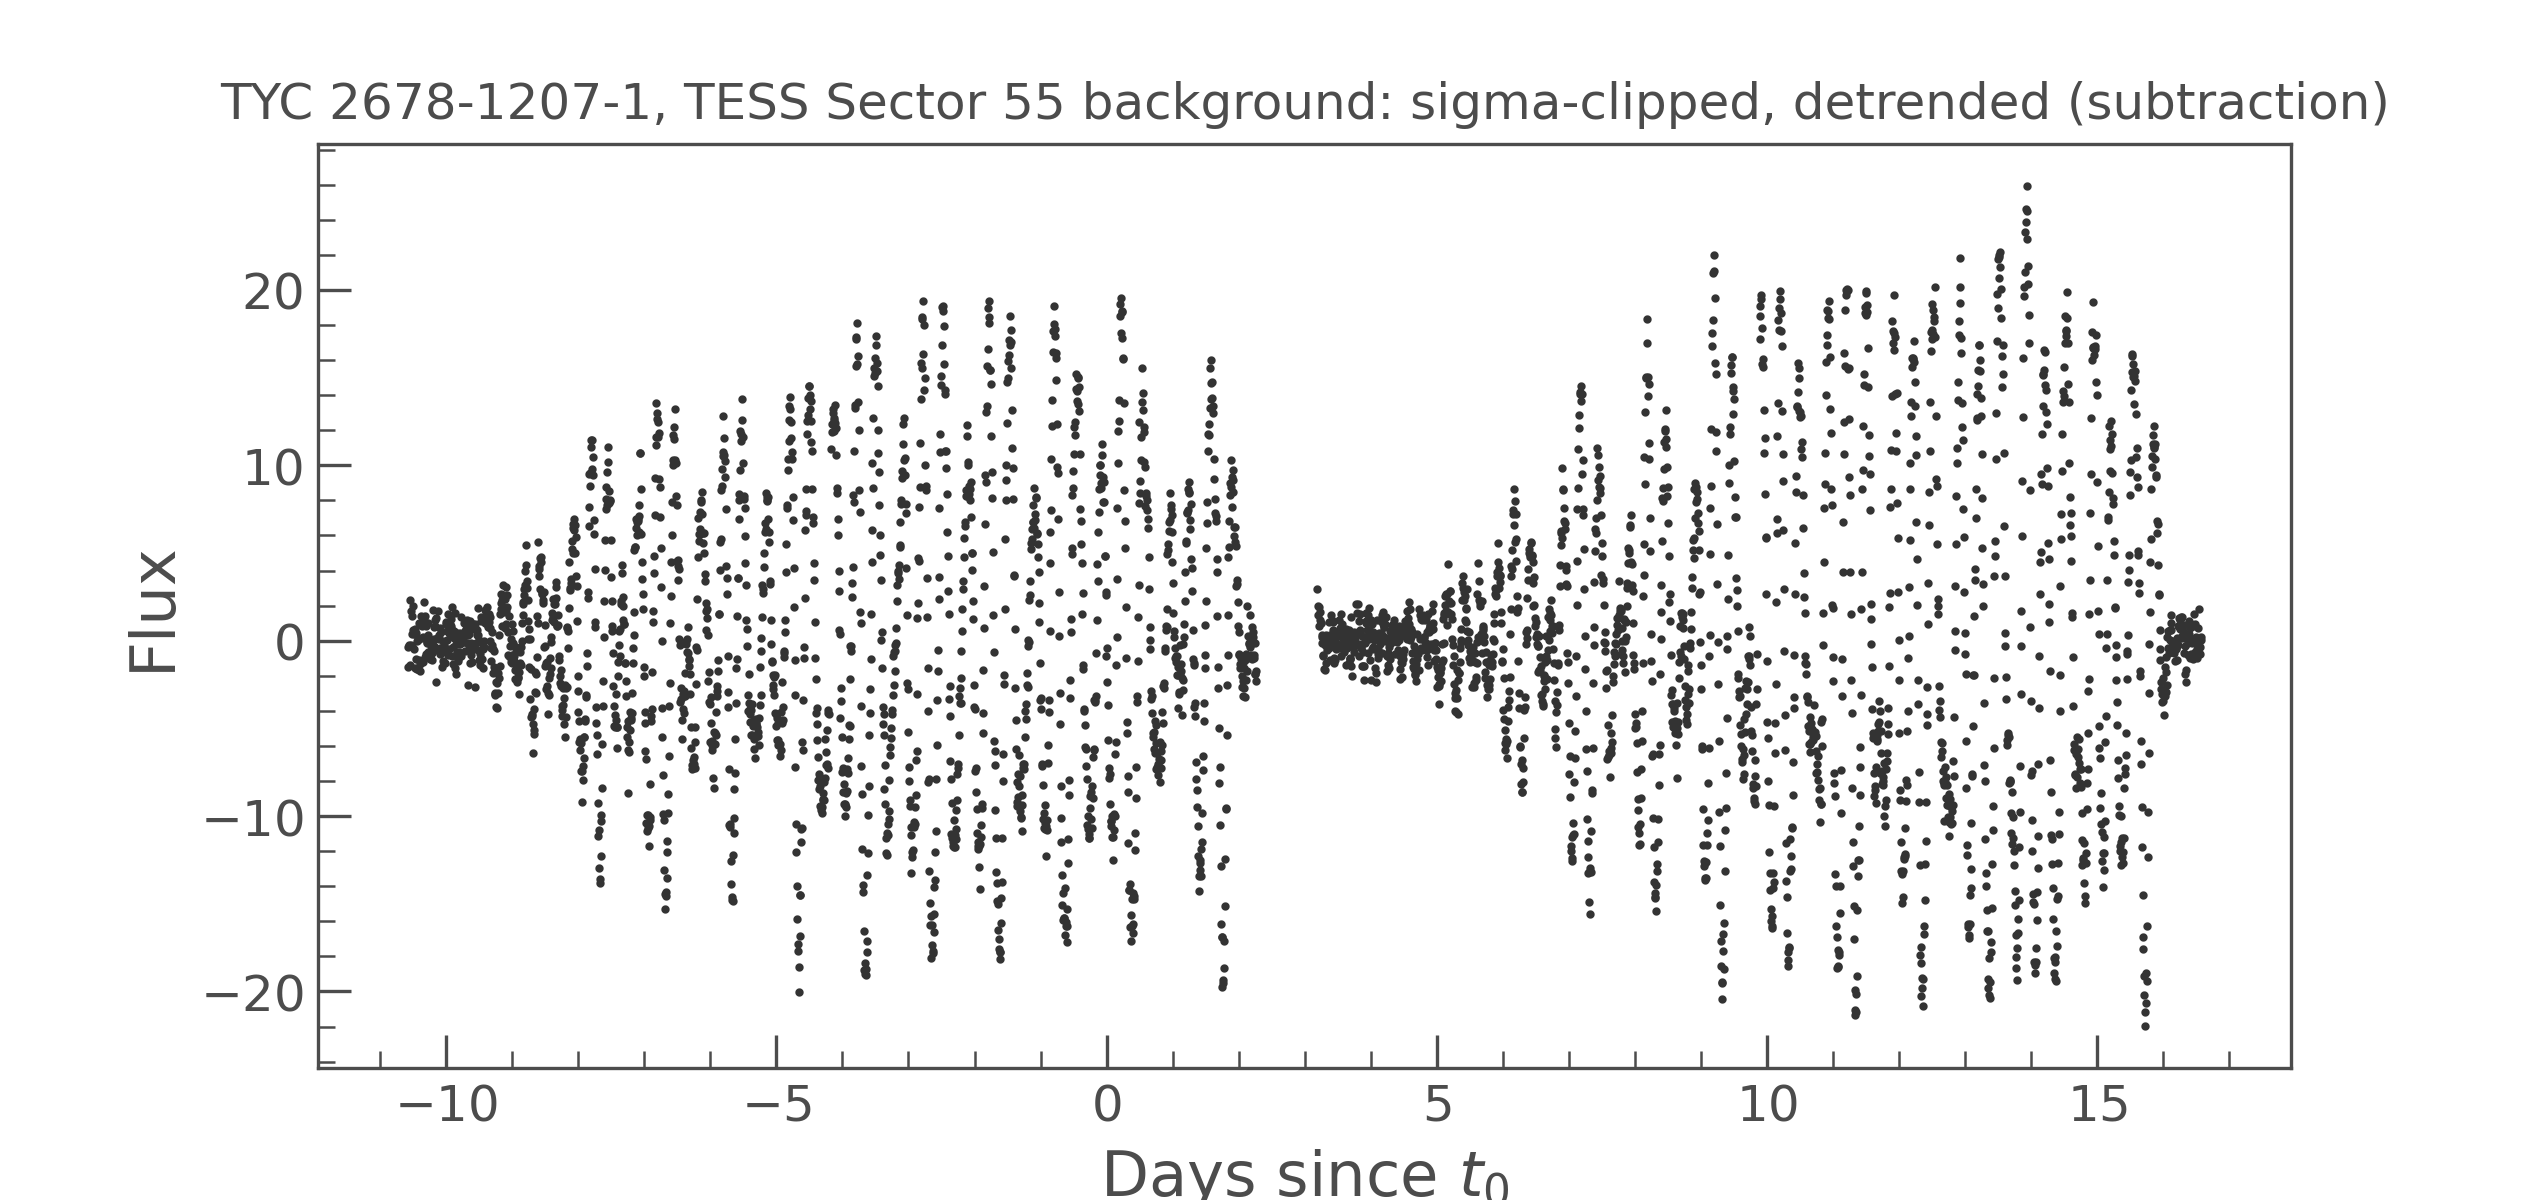 TYC 2678-1207-1, TESS Sector 55 background: sigma-clipped, detrended (subtraction)
Flux
20
10
0
−10
−20
−10 −5 0 5 10 15
Days since t0